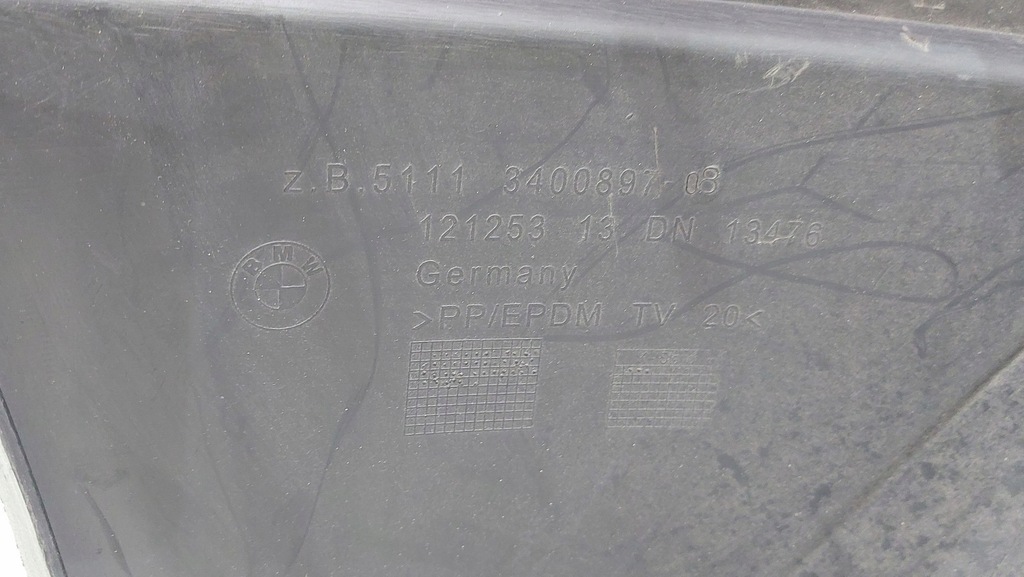 z.B.5111 3400897-08
121253 13 DN 13476
BMW
Germany
>PP/EPDM TV 20<